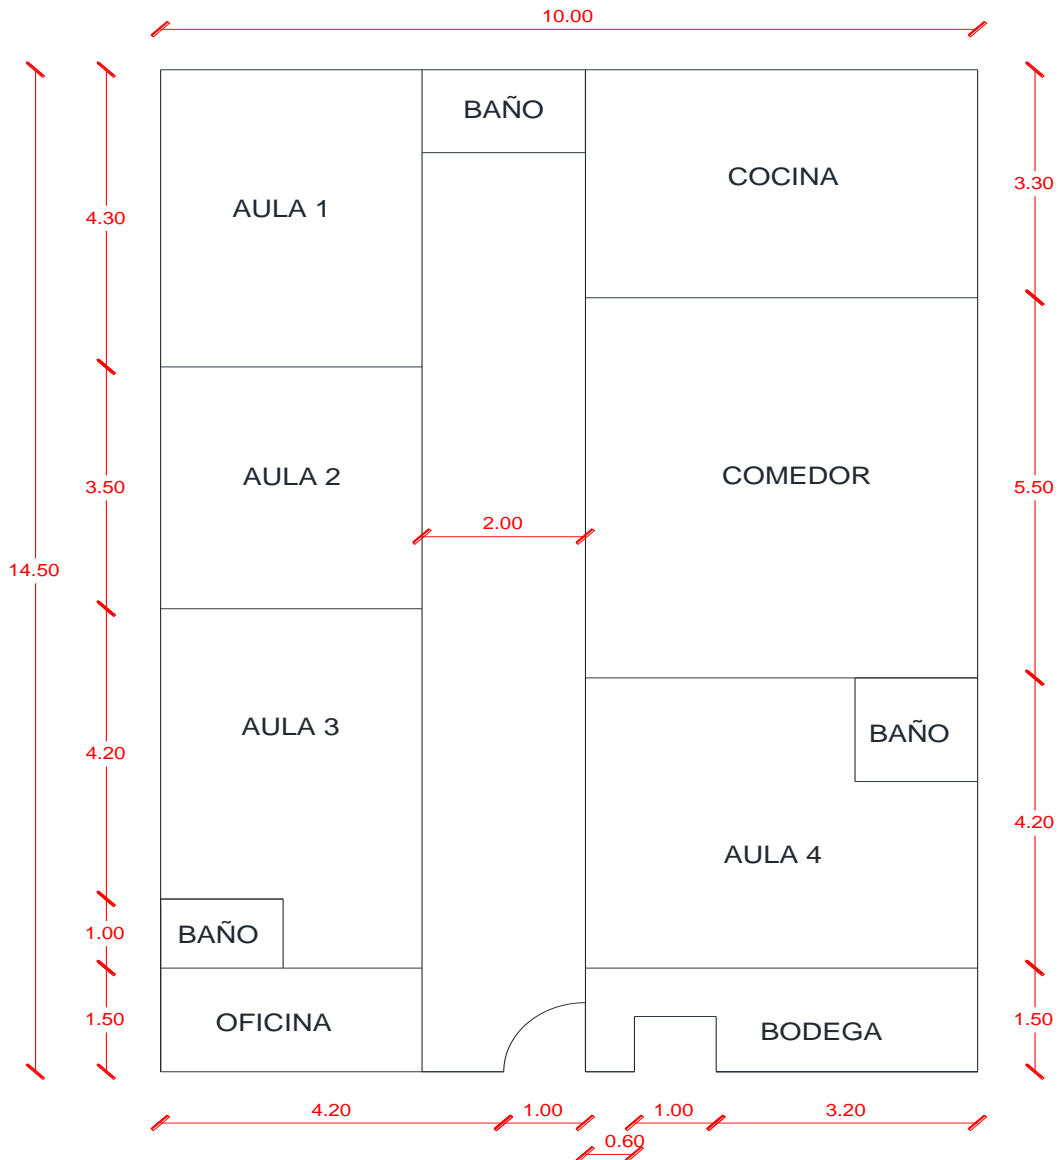 10.00
BAÑO
COCINA
3.30
AULA 1
4.30
AULA 2
COMEDOR
3.50
5.50
2.00
14.50
AULA 3
BAÑO
4.20
4.20
AULA 4
1.00
BAÑO
1.50
OFICINA
BODEGA
1.50
4.20
1.00
1.00
3.20
0.60